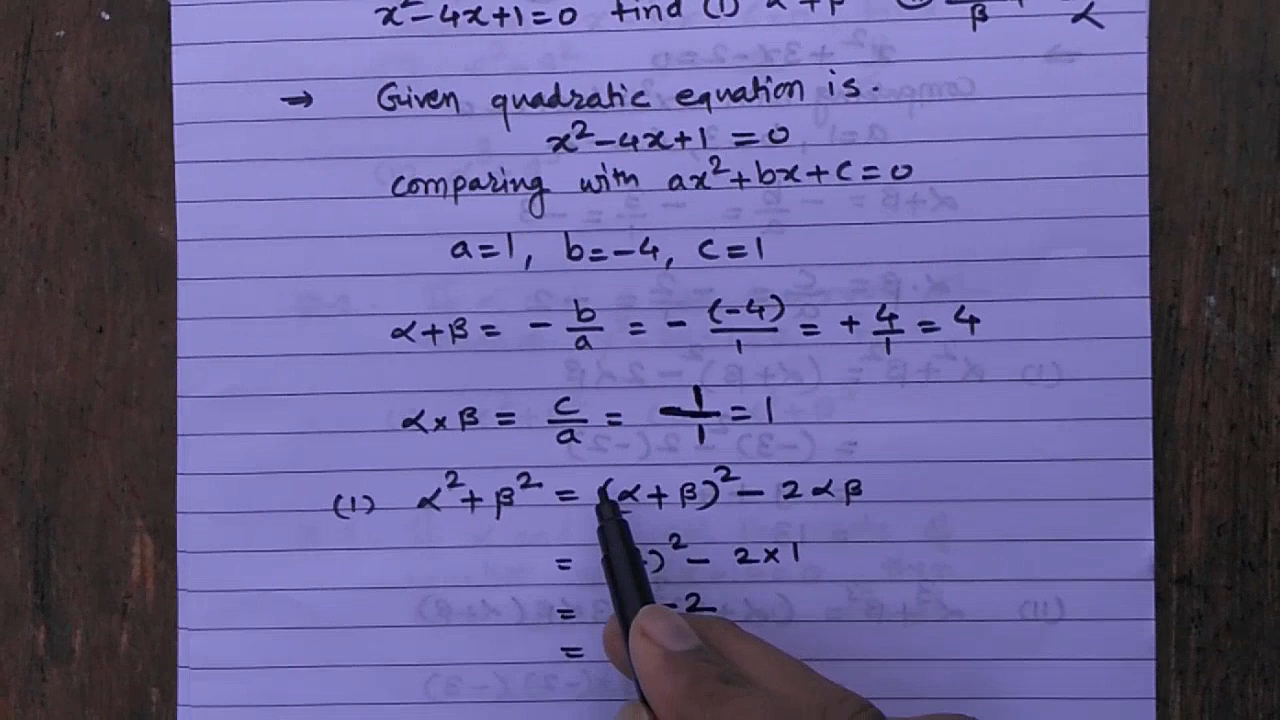 x²-4x+1=0 find (i) α+β
β α
⇒ Given quadratic equation is.
x²-4x+1=0
comparing with ax²+bx+c=0
a=1, b=-4, c=1
α+β = - b/a = - (-4)/1 = + 4/1 = 4
α×β = c/a = 1/1 = 1
(1) α²+β² = (α+β)² - 2αβ
= )² - 2×1
= -2
=